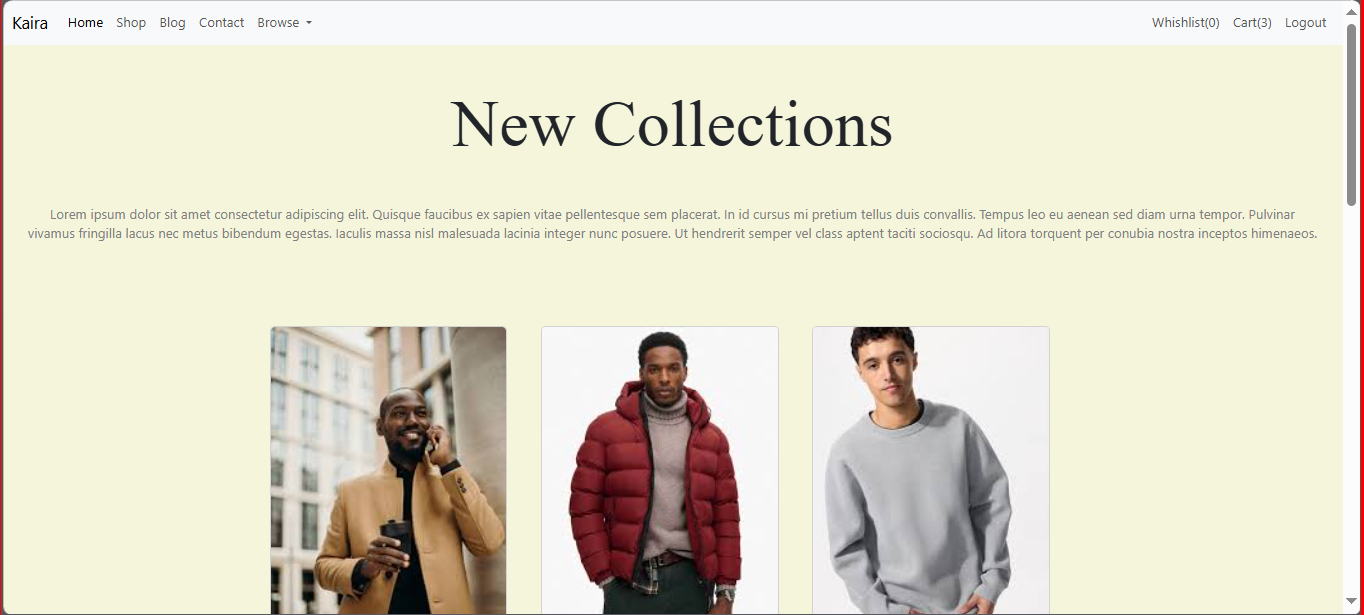 Kaira Home Shop Blog Contact Browse Whishlist(0) Cart(3) Logout
New Collections
Lorem ipsum dolor sit amet consectetur adipiscing elit. Quisque faucibus ex sapien vitae pellentesque sem placerat. In id cursus mi pretium tellus duis convallis. Tempus leo eu aenean sed diam urna tempor. Pulvinar
vivamus fringilla lacus nec metus bibendum egestas. Iaculis massa nisl malesuada lacinia integer nunc posuere. Ut hendrerit semper vel class aptent taciti sociosqu. Ad litora torquent per conubia nostra inceptos himenaeos.